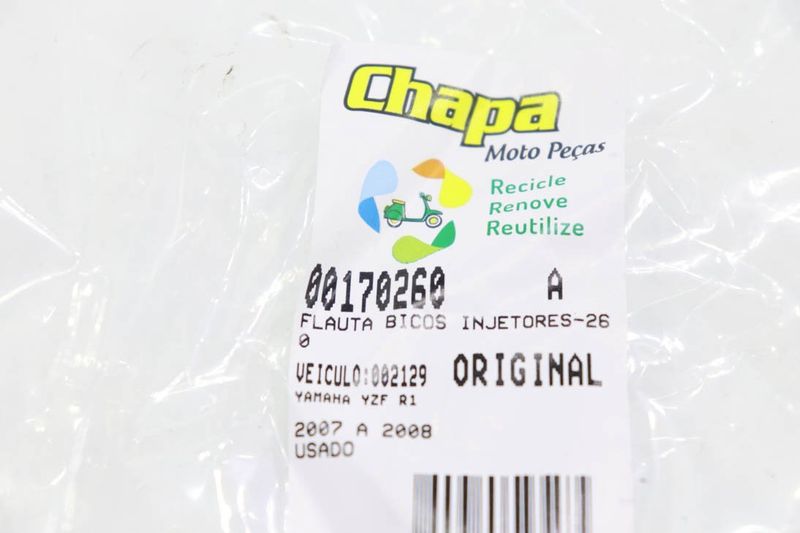 Chapa
Moto Peças
Recicle
Renove
Reutilize
00170260 A
FLAUTA BICOS INJETORES-26
0
VEICULO:002129 ORIGINAL
YAMAHA YZF R1
2007 A 2008
USADO